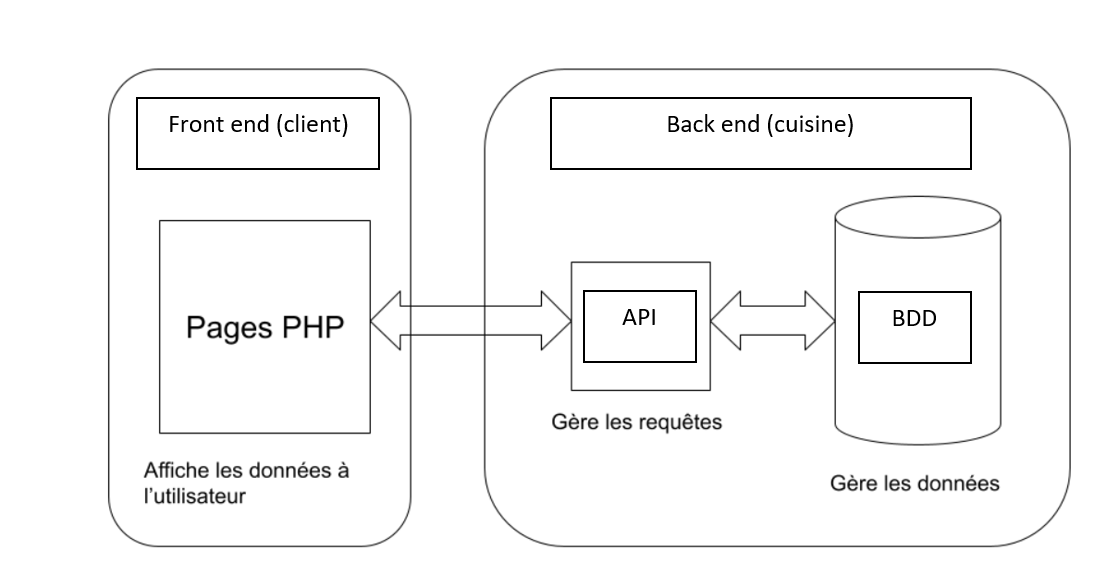 Front end (client)
Back end (cuisine)
Pages PHP
API
BDD
Gère les requêtes
Affiche les données à
l'utilisateur
Gère les données